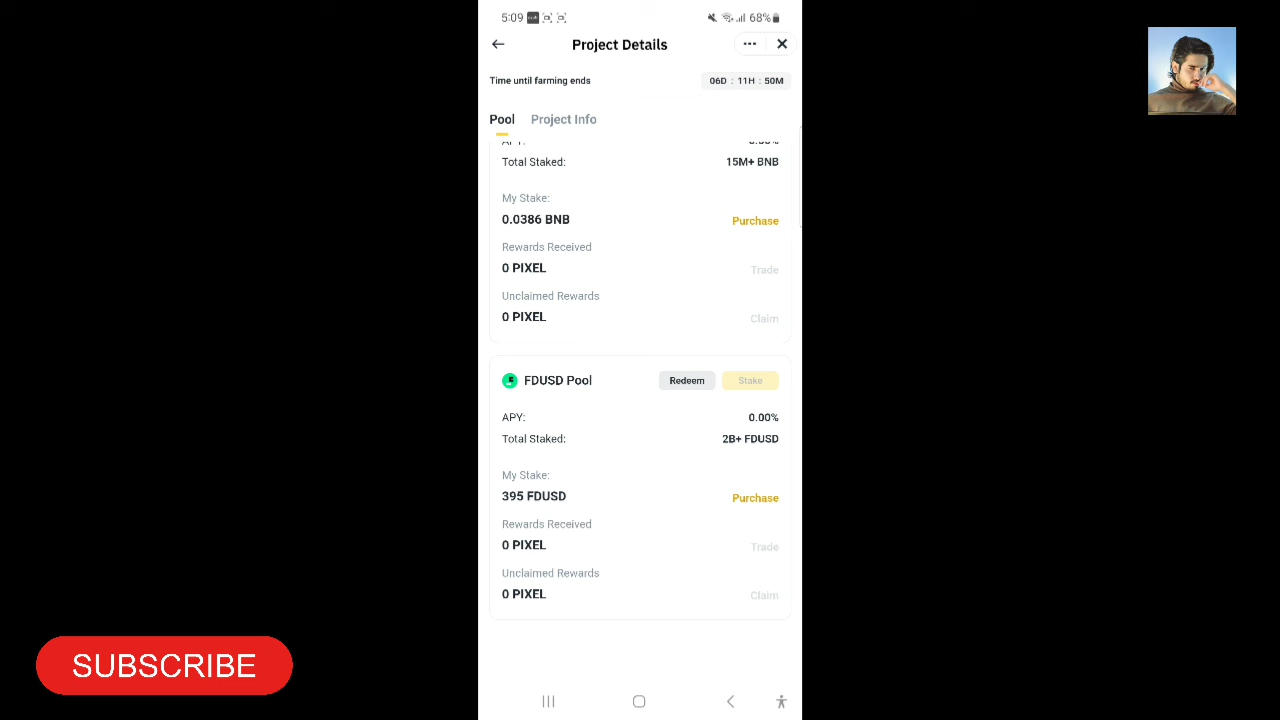 5:09 68%
Project Details
Time until farming ends 06D : 11H : 50M
Pool Project Info
APY: 0.00%
Total Staked: 15M+ BNB
My Stake:
0.0386 BNB Purchase
Rewards Received
0 PIXEL Trade
Unclaimed Rewards
0 PIXEL Claim
FDUSD Pool Redeem Stake
APY: 0.00%
Total Staked: 2B+ FDUSD
My Stake:
395 FDUSD Purchase
Rewards Received
0 PIXEL Trade
Unclaimed Rewards
0 PIXEL Claim
SUBSCRIBE